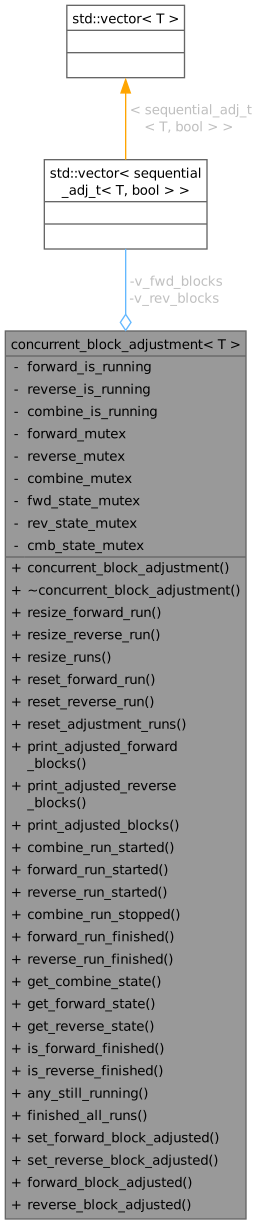 std::vector< T >
< sequential_adj_t
< T, bool > >
std::vector< sequential
_adj_t< T, bool > >
-v_fwd_blocks
-v_rev_blocks
concurrent_block_adjustment< T >
- forward_is_running
- reverse_is_running
- combine_is_running
- forward_mutex
- reverse_mutex
- combine_mutex
- fwd_state_mutex
- rev_state_mutex
- cmb_state_mutex
+ concurrent_block_adjustment()
+ ~concurrent_block_adjustment()
+ resize_forward_run()
+ resize_reverse_run()
+ resize_runs()
+ reset_forward_run()
+ reset_reverse_run()
+ reset_adjustment_runs()
+ print_adjusted_forward
_blocks()
+ print_adjusted_reverse
_blocks()
+ print_adjusted_blocks()
+ combine_run_started()
+ forward_run_started()
+ reverse_run_started()
+ combine_run_stopped()
+ forward_run_finished()
+ reverse_run_finished()
+ get_combine_state()
+ get_forward_state()
+ get_reverse_state()
+ is_forward_finished()
+ is_reverse_finished()
+ any_still_running()
+ finished_all_runs()
+ set_forward_block_adjusted()
+ set_reverse_block_adjusted()
+ forward_block_adjusted()
+ reverse_block_adjusted()